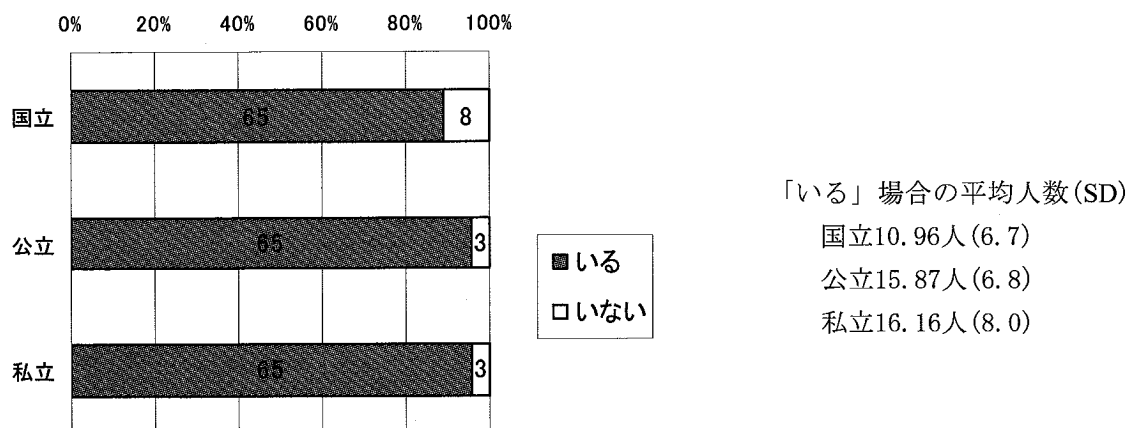 0% 20% 40% 60% 80% 100%
国立 65 8
公立 65 3
私立 65 3
■いる
□いない
「いる」場合の平均人数(SD)
国立10.96人(6.7)
公立15.87人(6.8)
私立16.16人(8.0)